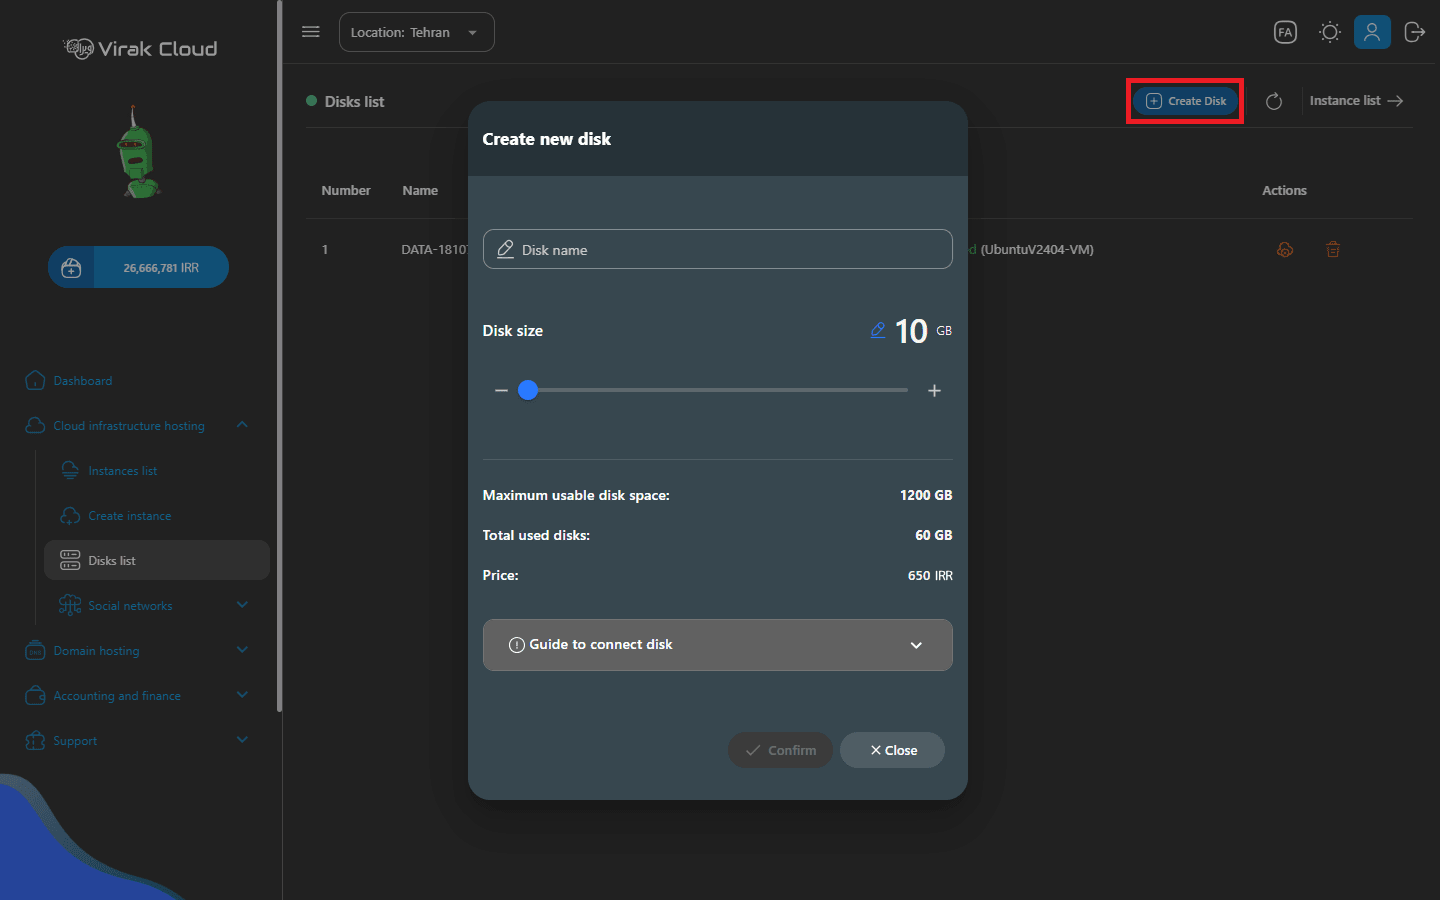 Virak Cloud
26,666,781 IRR
Dashboard
Cloud infrastructure hosting
Instances list
Create instance
Disks list
Social networks
Domain hosting
Accounting and finance
Support
Location: Tehran
FA
Disks list
Create Disk
Instance list
Number Name Actions
1 DATA-1810 (UbuntuV2404-VM)
Create new disk
Disk name
Disk size 10 GB
Maximum usable disk space: 1200 GB
Total used disks: 60 GB
Price: 650 IRR
Guide to connect disk
Confirm
Close